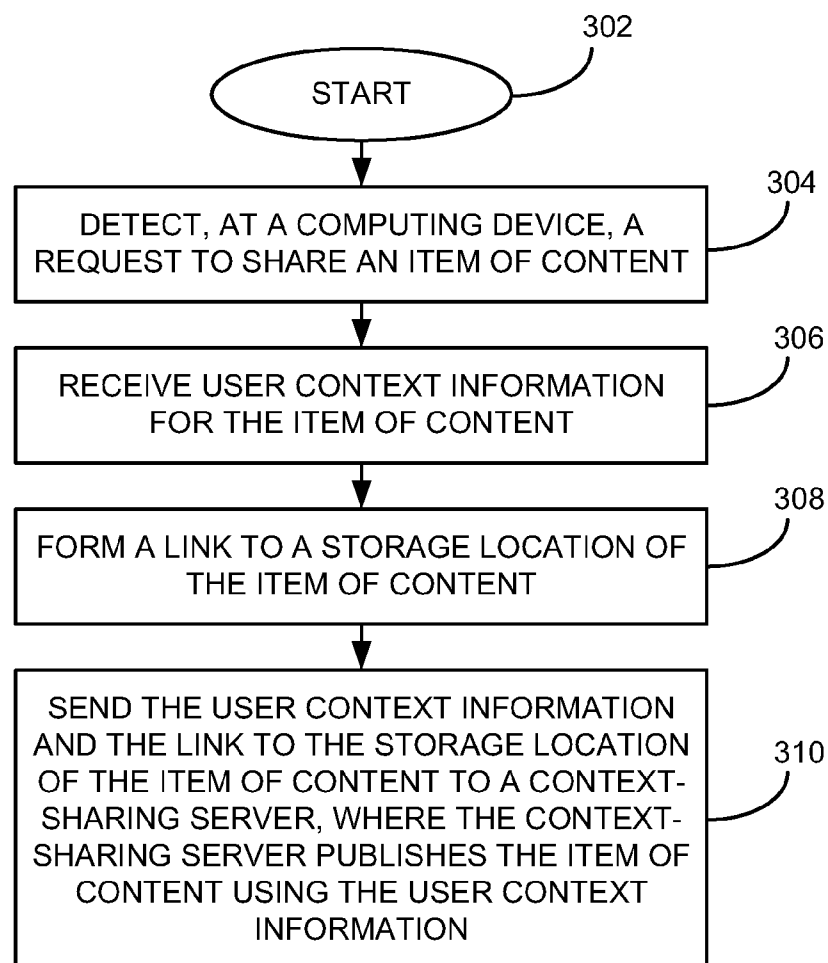 302
START
304
DETECT, AT A COMPUTING DEVICE, A
REQUEST TO SHARE AN ITEM OF CONTENT
306
RECEIVE USER CONTEXT INFORMATION
FOR THE ITEM OF CONTENT
308
FORM A LINK TO A STORAGE LOCATION OF
THE ITEM OF CONTENT
SEND THE USER CONTEXT INFORMATION
AND THE LINK TO THE STORAGE LOCATION
310
OF THE ITEM OF CONTENT TO A CONTEXT-
SHARING SERVER, WHERE THE CONTEXT-
SHARING SERVER PUBLISHES THE ITEM OF
CONTENT USING THE USER CONTEXT
INFORMATION